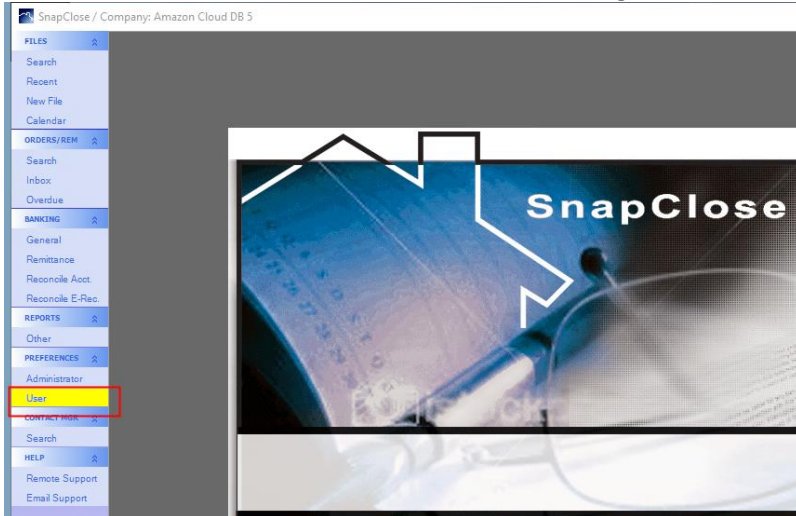 SnapClose / Company: Amazon Cloud DB 5
FILES
Search
Recent
New File
Calendar
ORDERS/REM
Search
Inbox
Overdue
BANKING
General
Remittance
Reconcile Acct.
Reconcile E-Rec.
REPORTS
Other
PREFERENCES
Administrator
User
CONTACT MGR
Search
HELP
Remote Support
Email Support
SnapClose